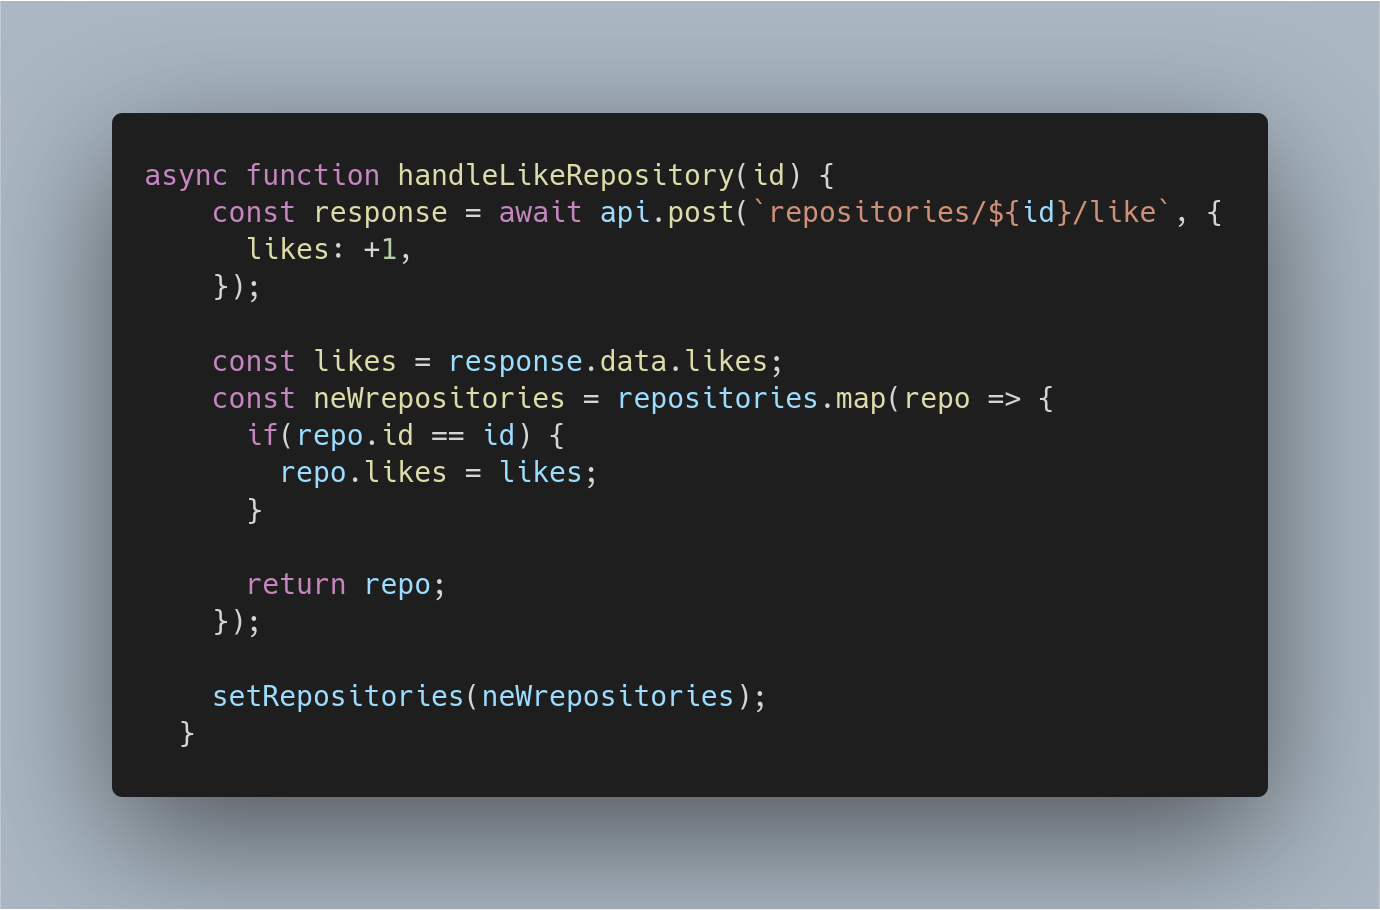 async function handleLikeRepository(id) {
    const response = await api.post(`repositories/${id}/like`, {
      likes: +1,
    });

    const likes = response.data.likes;
    const neWrepositories = repositories.map(repo => {
      if(repo.id == id) {
        repo.likes = likes;
      }

      return repo;
    });

    setRepositories(neWrepositories);
  }